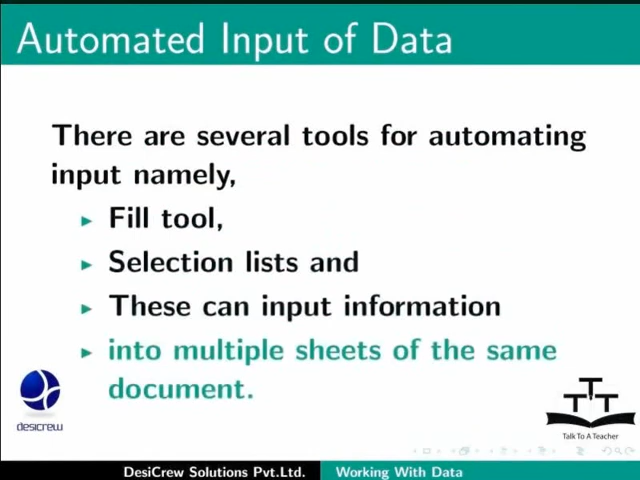 Automated Input of Data
There are several tools for automating
input namely,
Fill tool,
Selection lists and
These can input information
into multiple sheets of the same
document.
desicrew
TTT
Talk To A Teacher
DesiCrew Solutions Pvt.Ltd. Working With Data